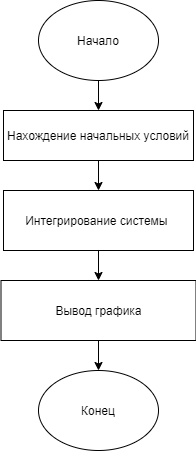 Начало
Нахождение начальных условий
Интегрирование системы
Вывод графика
Конец